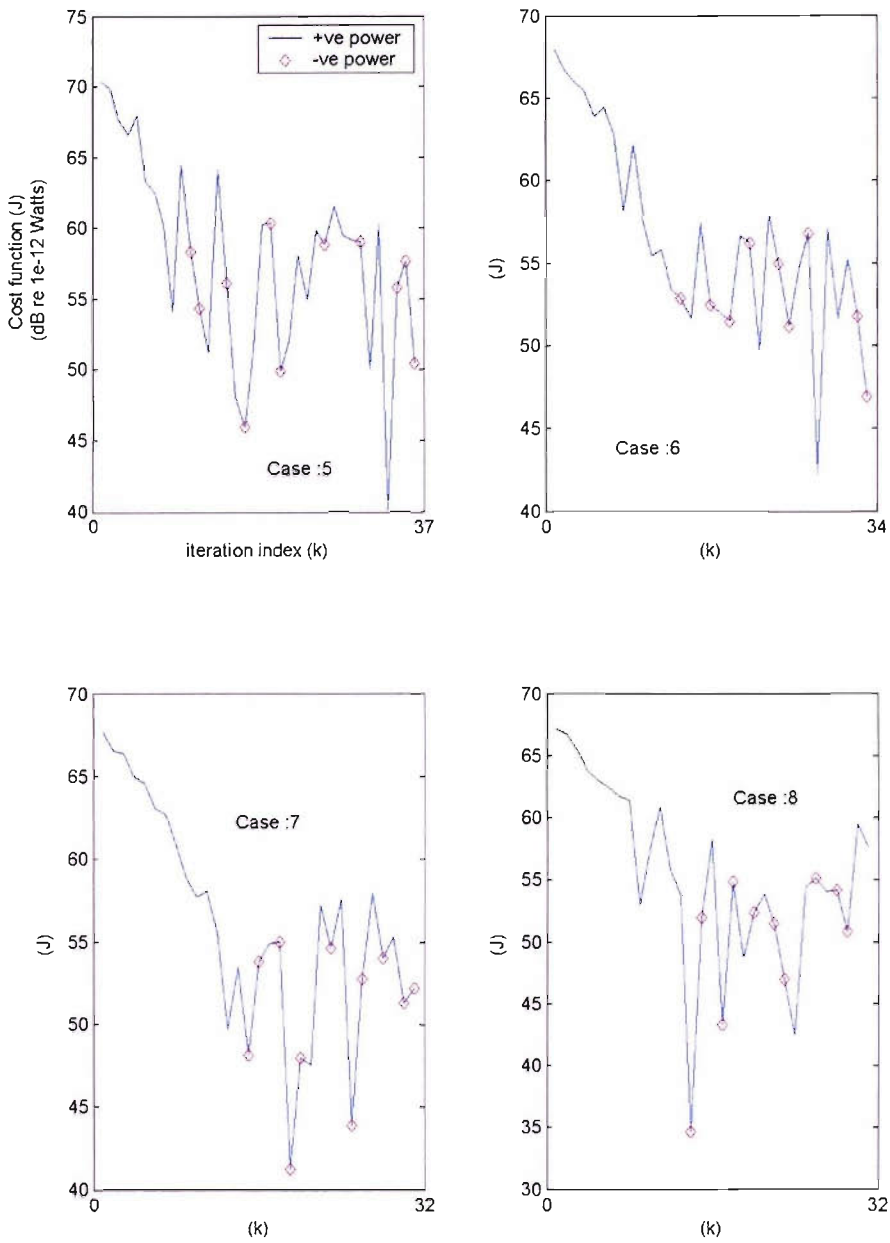 75
70
65
60
55
50
45
40
0
37
Cost function (J)
(dB re 1e-12 Watts)
iteration index (k)
+ve power
-ve power
Case :5
70
65
60
55
50
45
40
0
34
(J)
(k)
Case :6
70
65
60
55
50
45
40
0
32
(J)
(k)
Case :7
70
65
60
55
50
45
40
35
30
0
32
(J)
(k)
Case :8